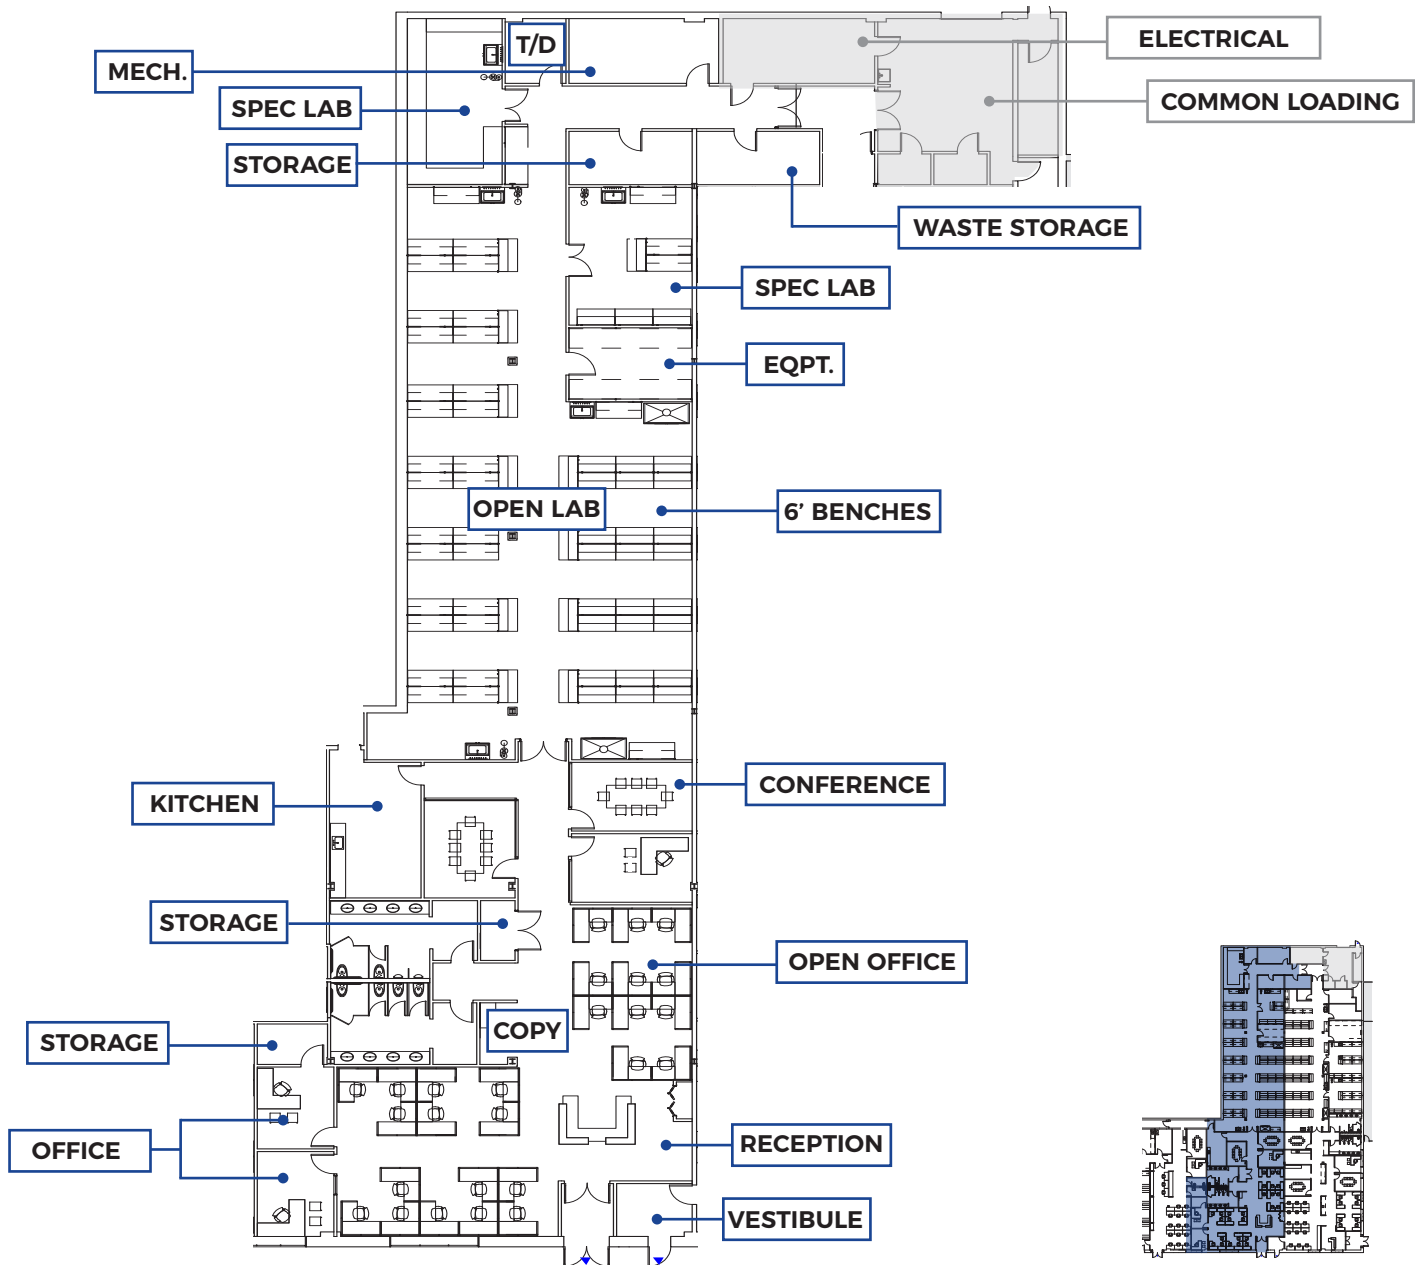 ELECTRICAL
T/D
MECH.
COMMON LOADING
SPEC LAB
STORAGE
WASTE STORAGE
SPEC LAB
EQPT.
OPEN LAB
6’ BENCHES
CONFERENCE
KITCHEN
STORAGE
OPEN OFFICE
COPY
STORAGE
OFFICE
RECEPTION
VESTIBULE